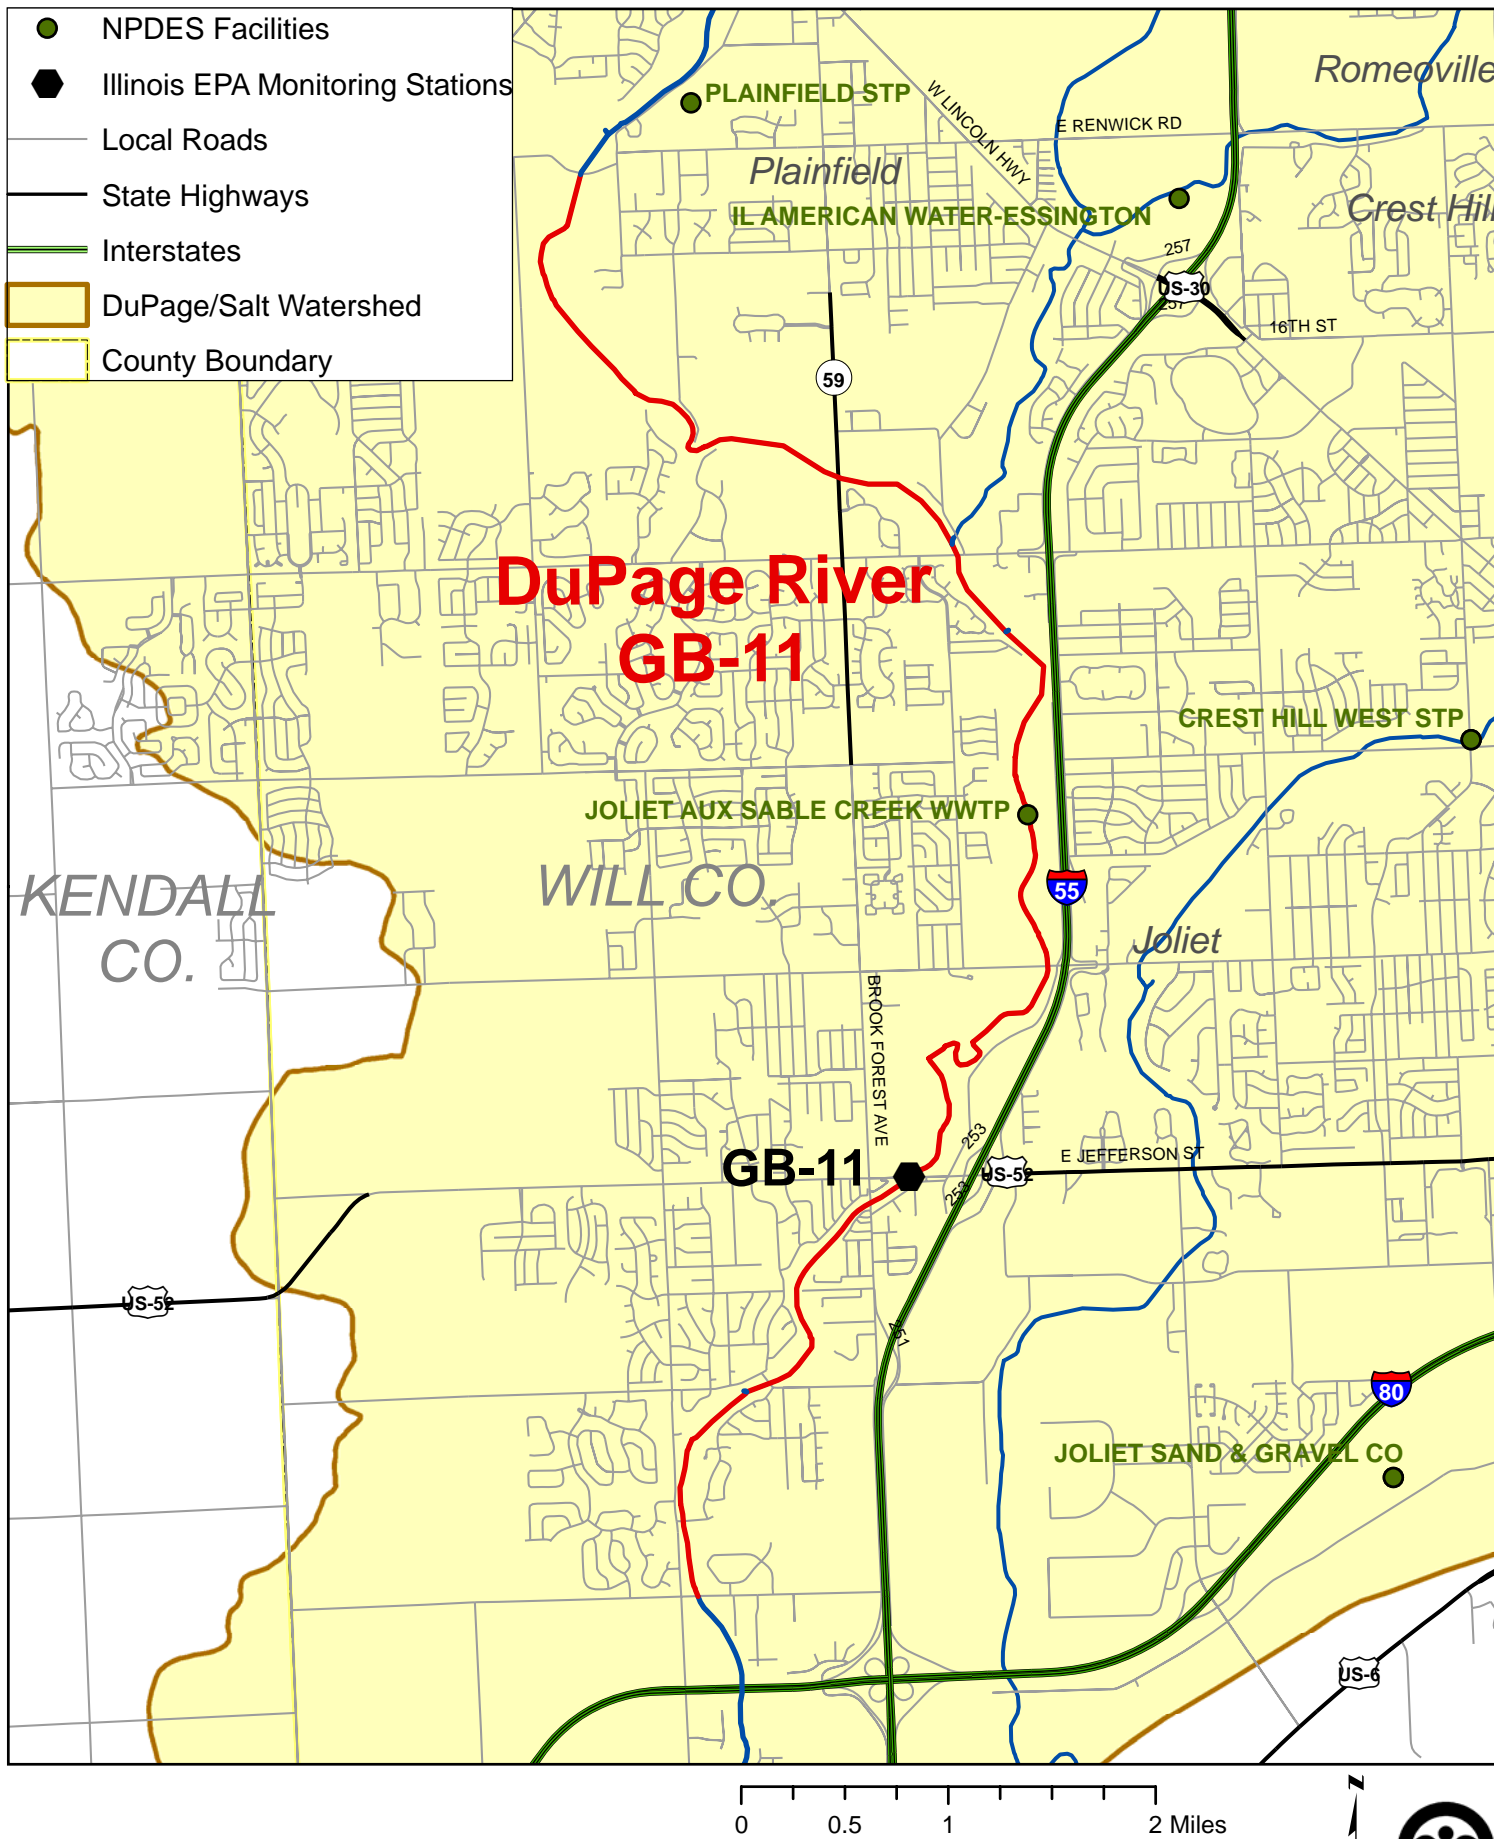 NPDES Facilities
Illinois EPA Monitoring Stations
Local Roads
State Highways
Interstates
DuPage/Salt Watershed
County Boundary
Romeoville
PLAINFIELD STP
W LINCOLN HWY
E RENWICK RD
Plainfield
Crest Hill
IL AMERICAN WATER-ESSINGTON
257
US-30
257
16TH ST
59
DuPage River
GB-11
CREST HILL WEST STP
JOLIET AUX SABLE CREEK WWTP
KENDALL
CO.
WILL CO.
55
Joliet
BROOK FOREST AVE
253
E JEFFERSON ST
GB-11
US-52
253
US-52
251
80
JOLIET SAND & GRAVEL CO
US-6
0
0.5
1
2 Miles
N